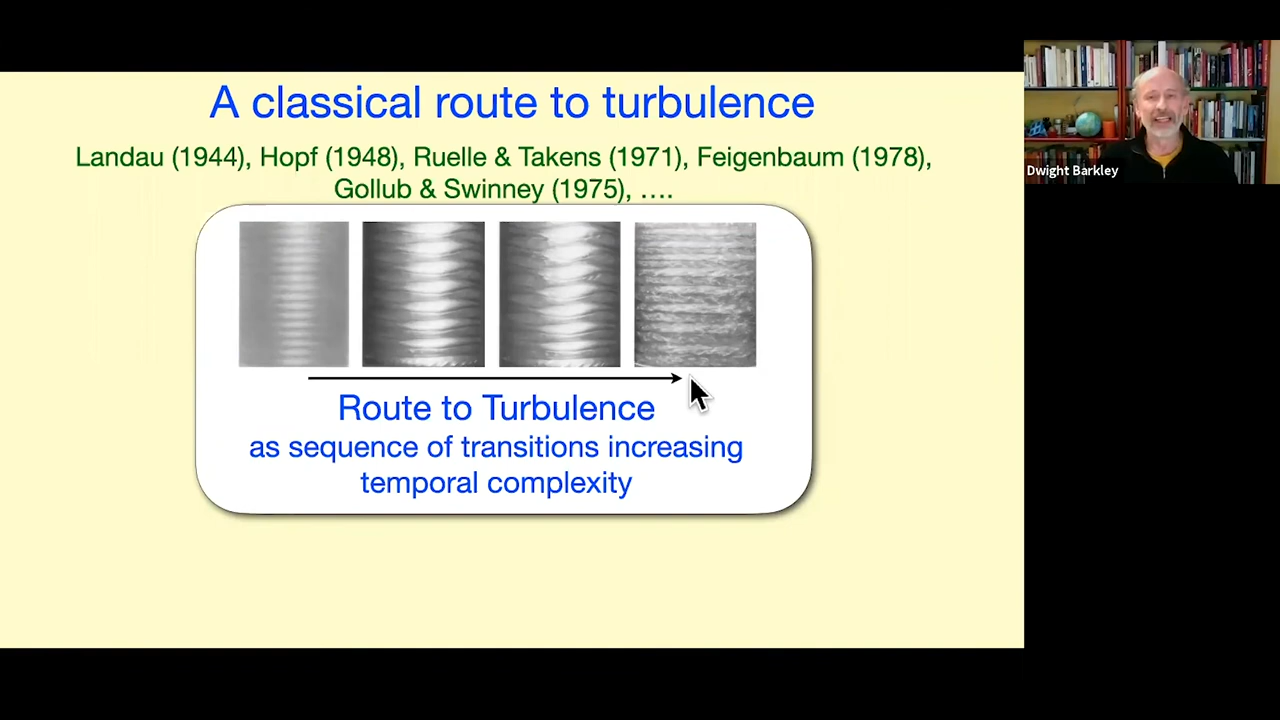 A classical route to turbulence
Landau (1944), Hopf (1948), Ruelle & Takens (1971), Feigenbaum (1978),
Gollub & Swinney (1975), ….
Route to Turbulence
as sequence of transitions increasing
temporal complexity
Dwight Barkley